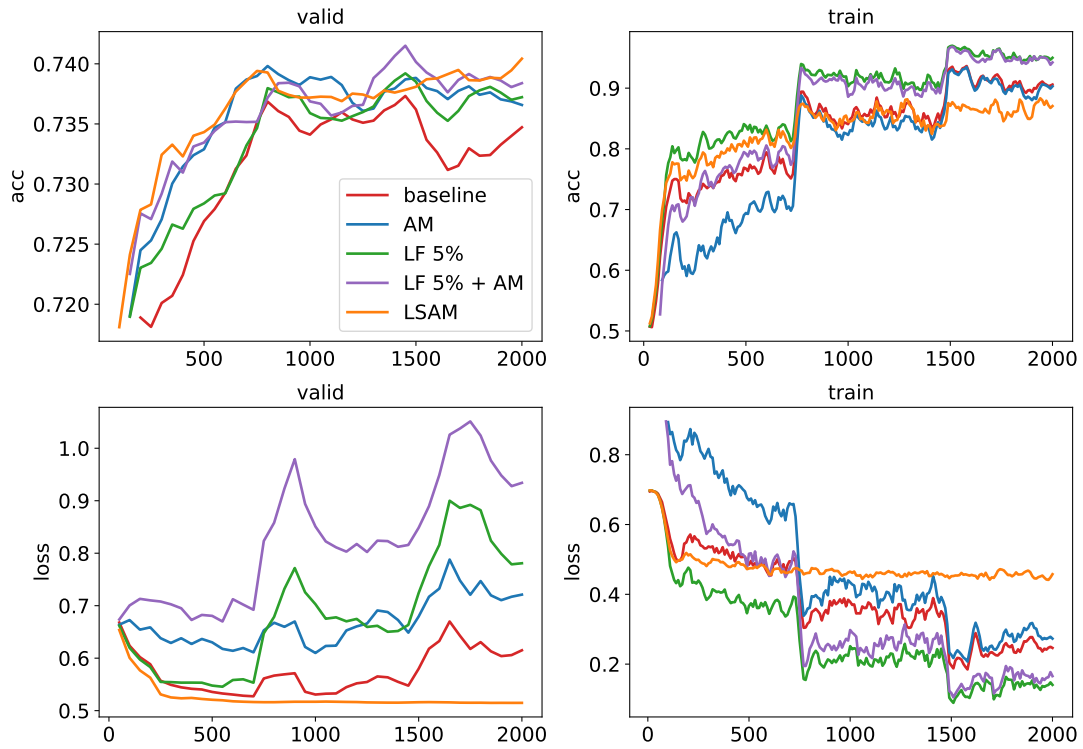 valid
acc
0.740
0.735
0.730
0.725
0.720
500 1000 1500 2000
baseline
AM
LF 5%
LF 5% + AM
LSAM
train
acc
0.9
0.8
0.7
0.6
0.5
0 500 1000 1500 2000
valid
loss
1.0
0.9
0.8
0.7
0.6
0.5
0 500 1000 1500 2000
train
loss
0.8
0.6
0.4
0.2
0 500 1000 1500 2000